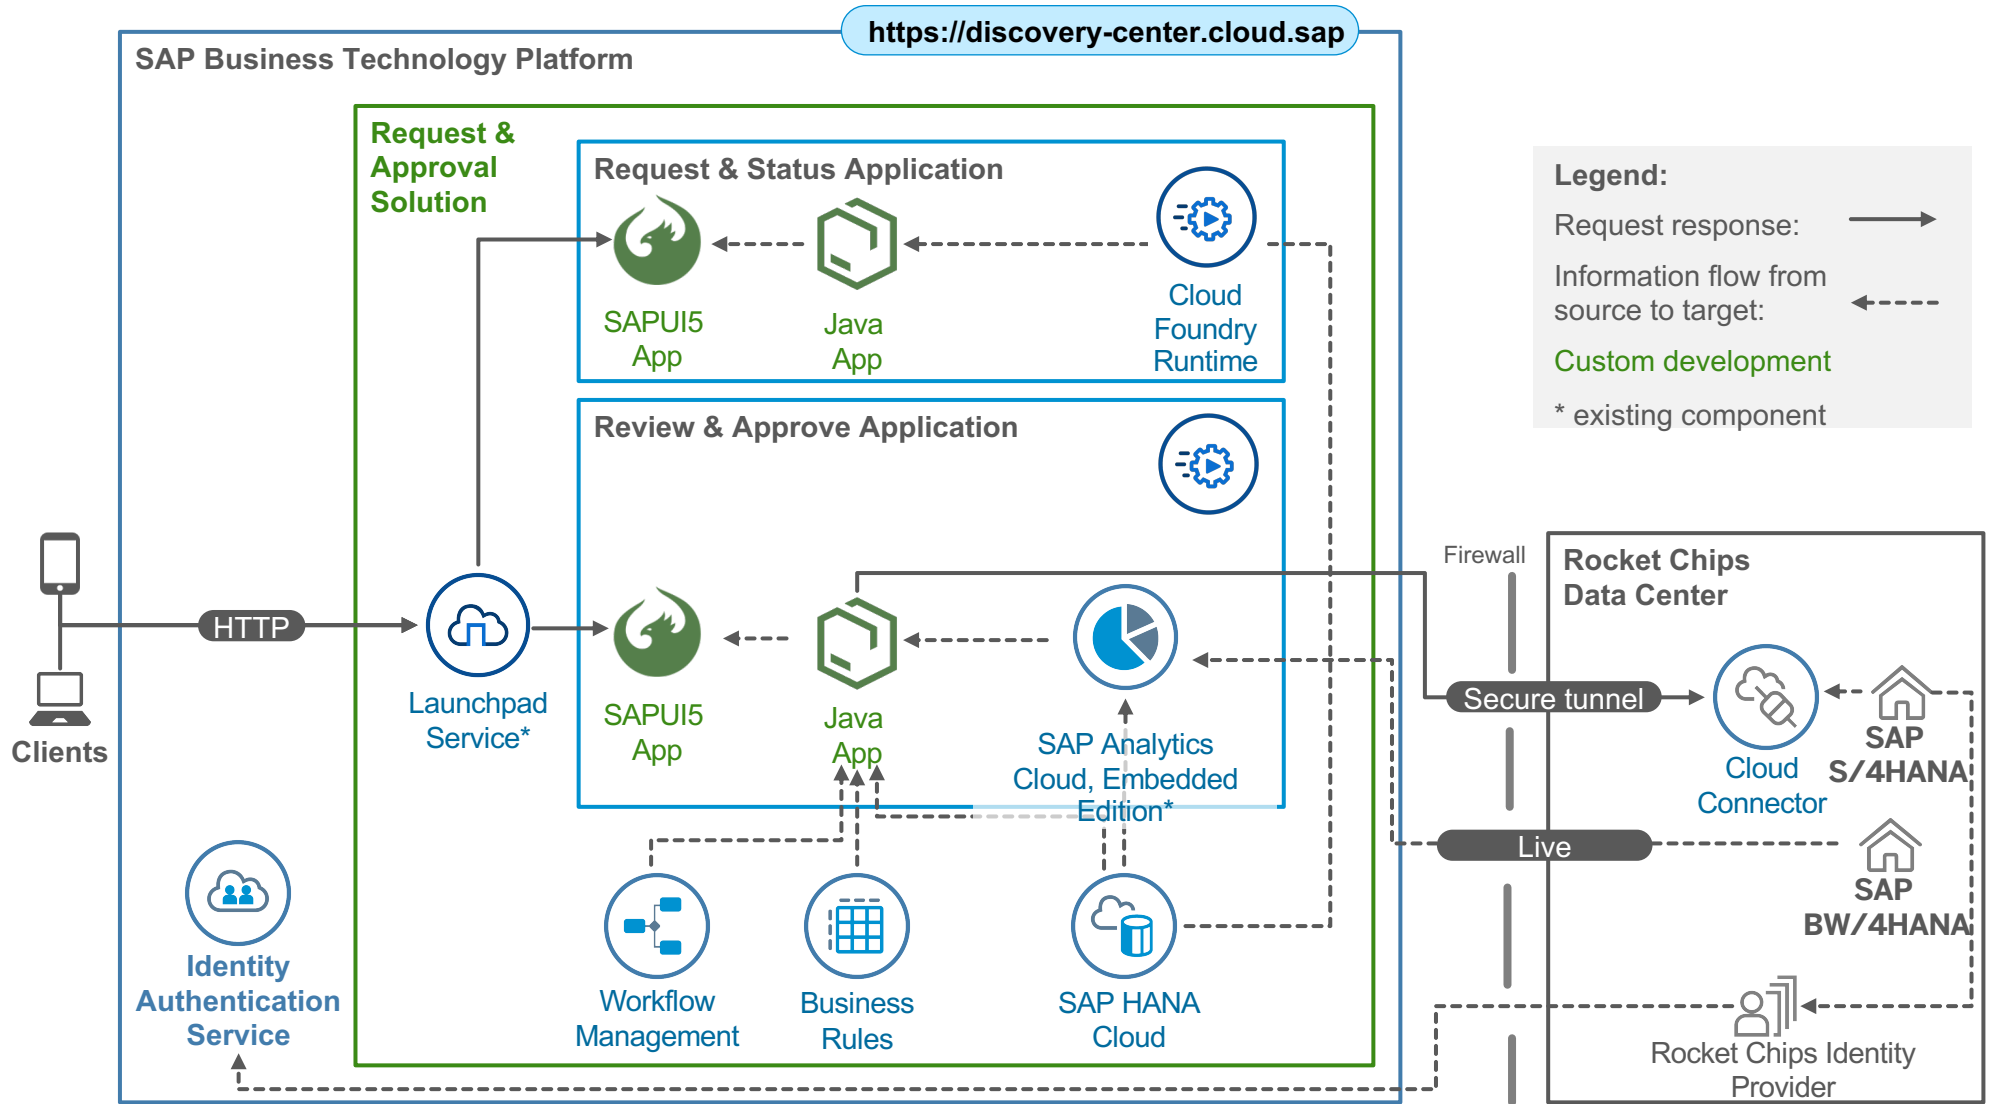 https://discovery-center.cloud.sap
SAP Business Technology Platform
Request &
Approval
Solution
Request & Status Application
SAPUI5
App
Java
App
Cloud
Foundry
Runtime
Legend:
Request response:
Information flow from
source to target:
Custom development
* existing component
Review & Approve Application
Firewall
Rocket Chips
Data Center
HTTP
Clients
Launchpad
Service*
SAPUI5
App
Java
App
SAP Analytics
Cloud, Embedded
Edition*
Secure tunnel
Cloud
Connector
SAP
S/4HANA
Live
SAP
BW/4HANA
Identity
Authentication
Service
Workflow
Management
Business
Rules
SAP HANA
Cloud
Rocket Chips Identity
Provider